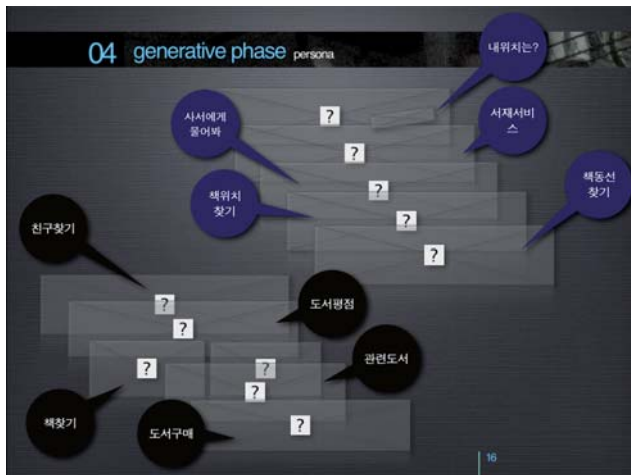 04 generative phase persona
내위치는?
사서에게
물어봐
서재서비
스
책위치
찾기
책동선
찾기
?
?
?
?
?
친구찾기
도서평점
관련도서
책찾기
도서구매
?
?
?
?
?
?
16